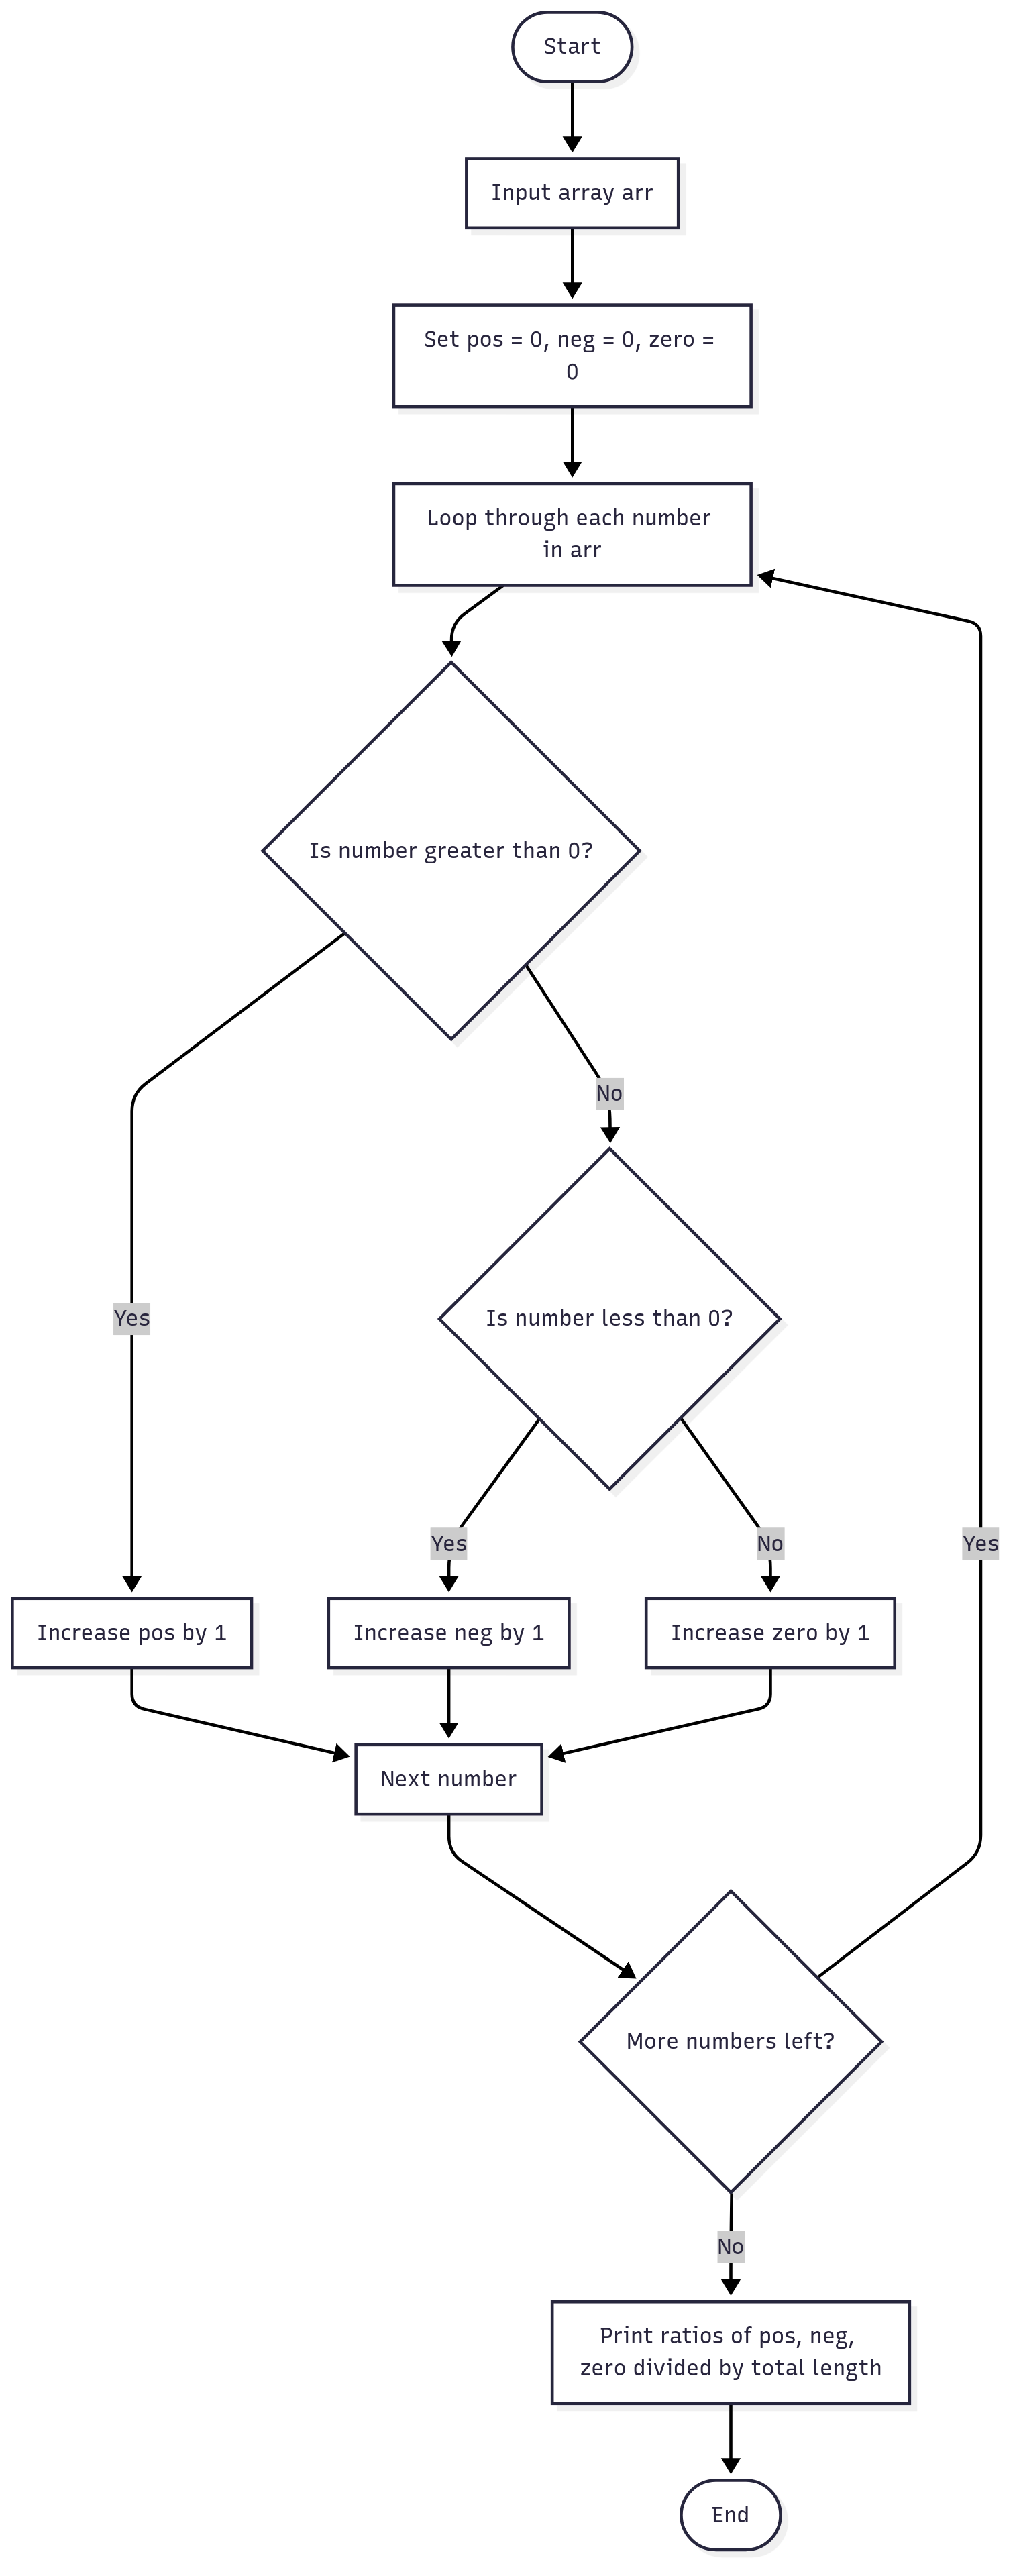 Start
Input array arr
Set pos = 0, neg = 0, zero =
0
Loop through each number
in arr
Is number greater than 0?
No
Yes
Is number less than 0?
Yes
No
Yes
Increase pos by 1
Increase neg by 1
Increase zero by 1
Next number
More numbers left?
No
Print ratios of pos, neg,
zero divided by total length
End